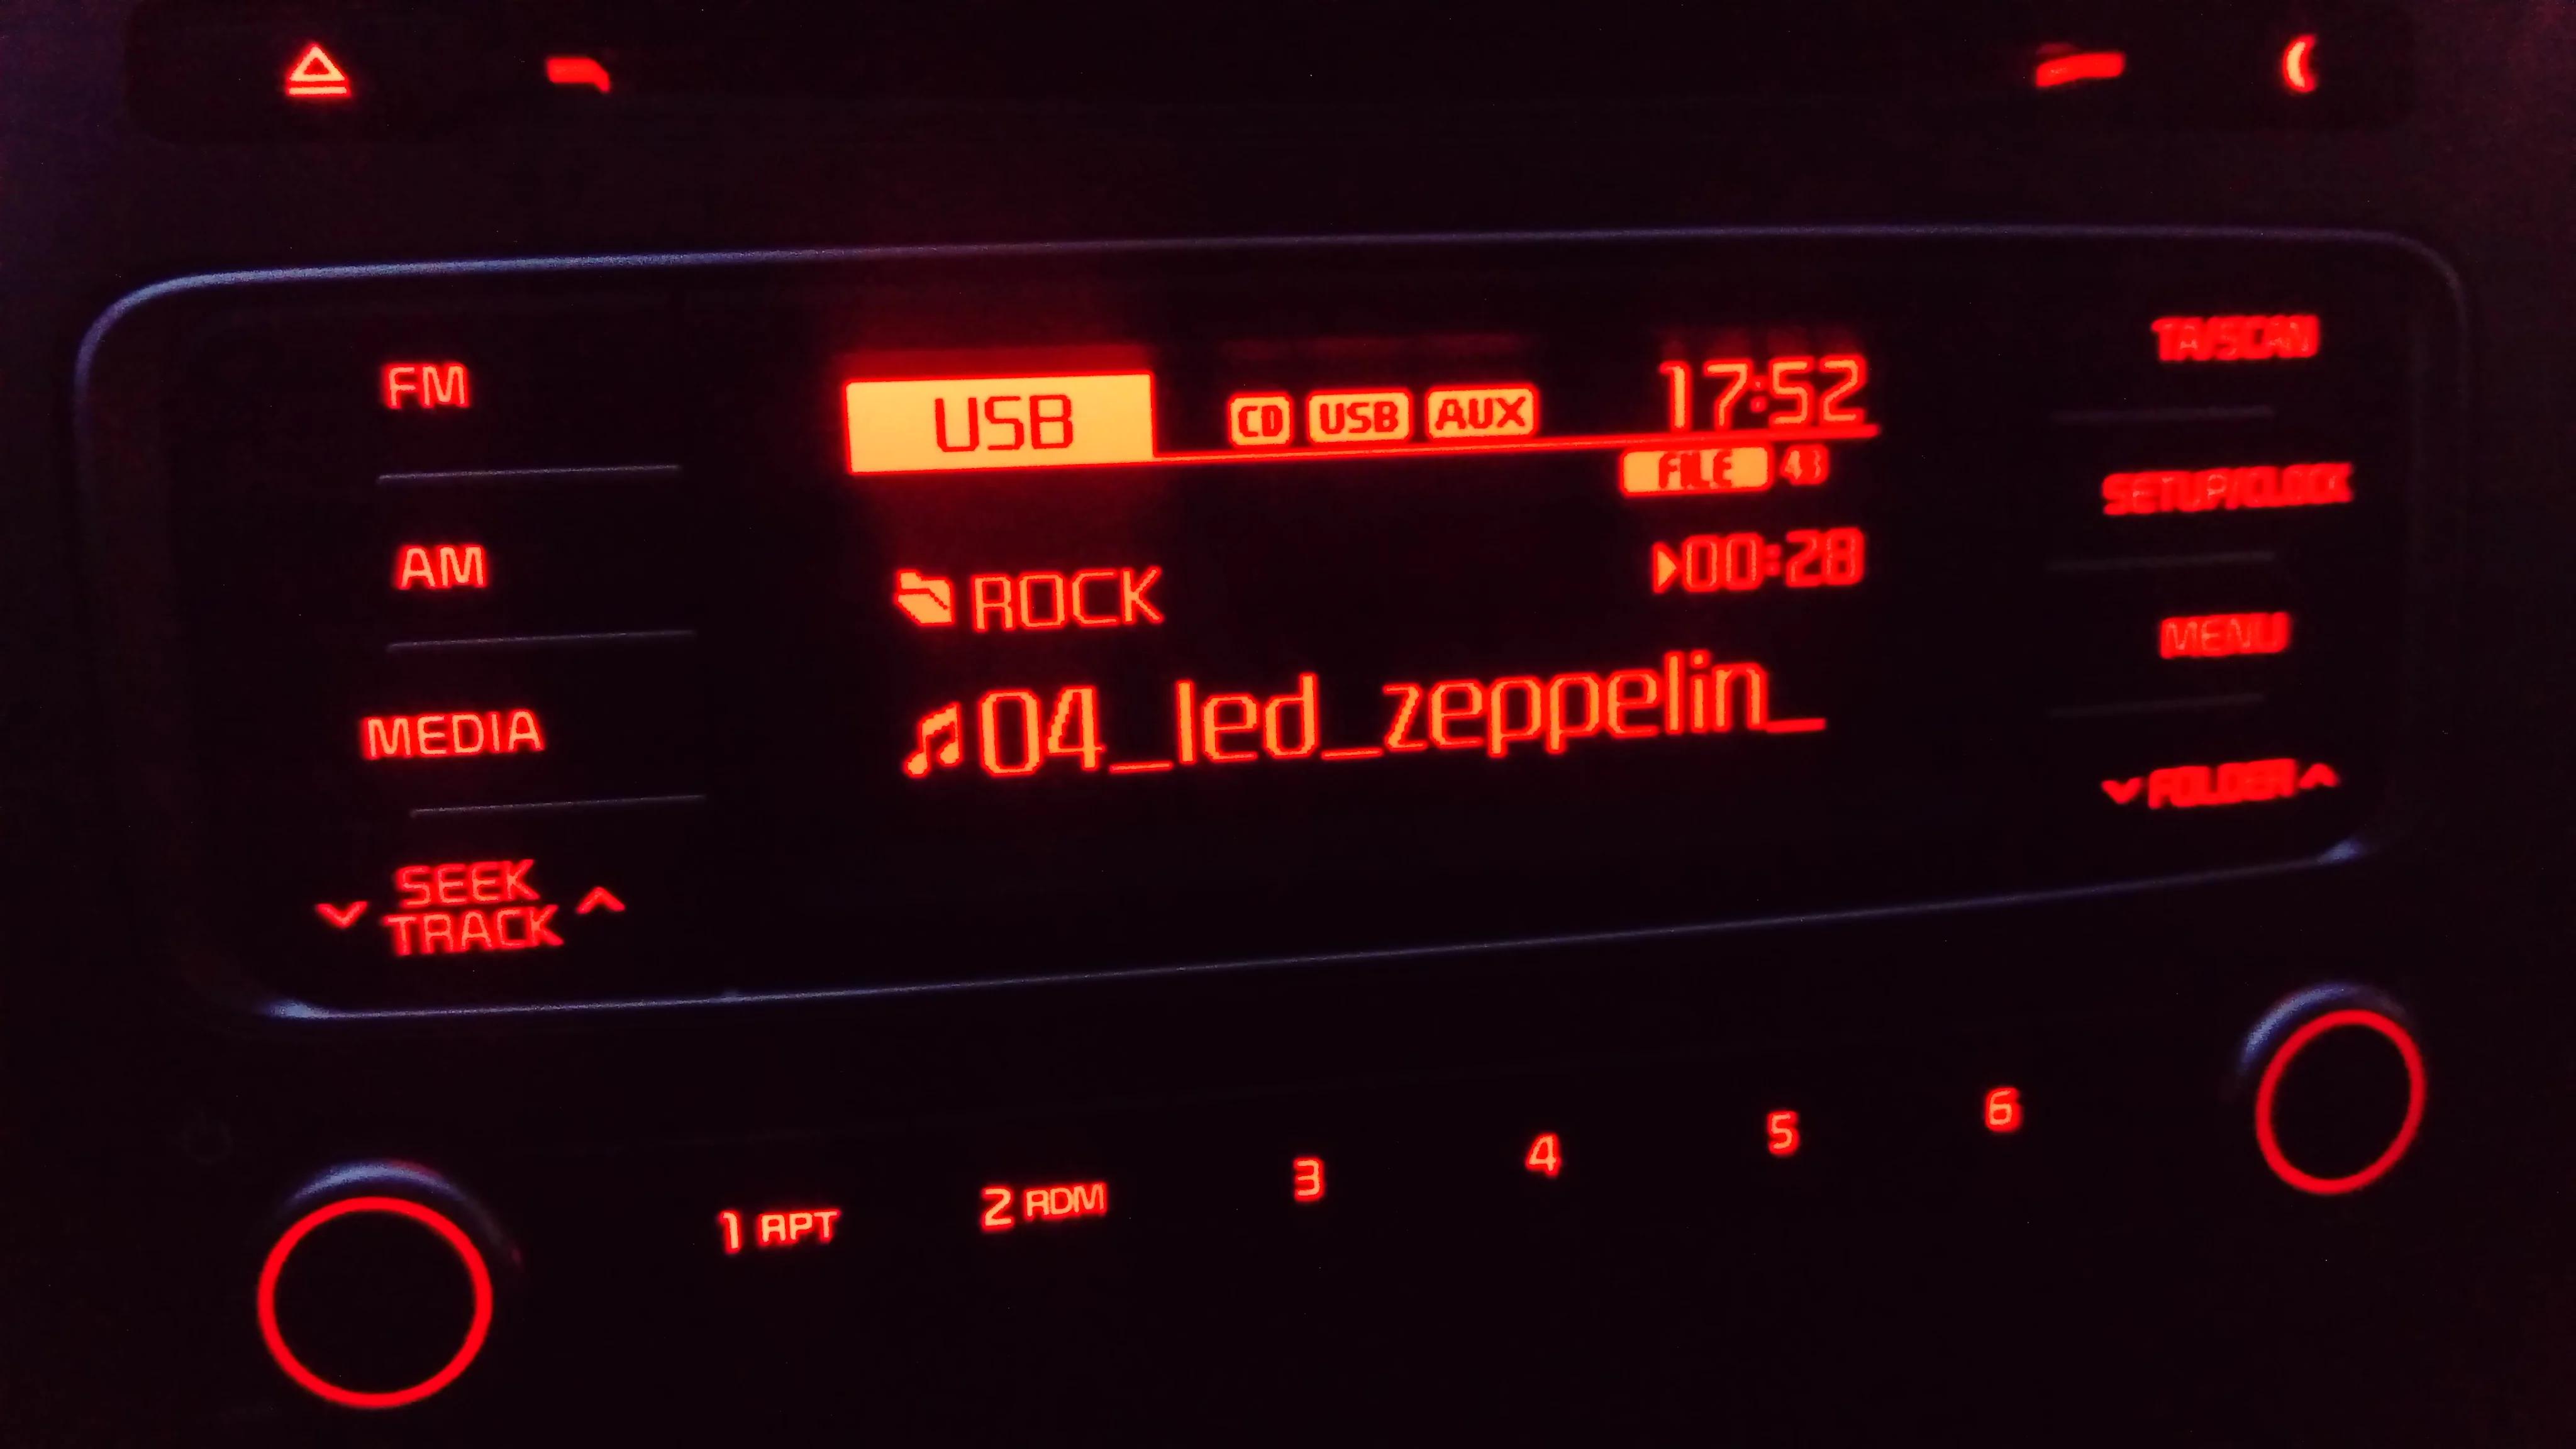 FM
AM
MEDIA
SEEK
TRACK
USB CD USB AUX 17:52
FILE 43
ROCK 00:28
04_led_zeppelin_
TA/SCAN
SETUP/CLOCK
MENU
FOLDER
1 RPT 2 RDM 3 4 5 6